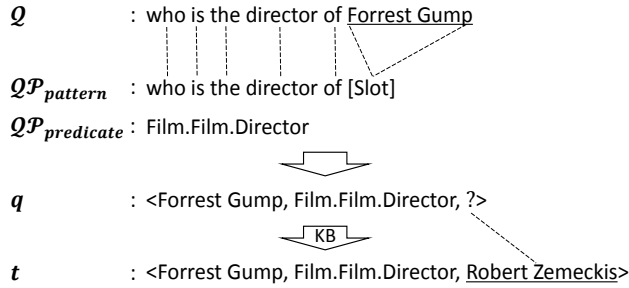 Q : who is the director of Forrest Gump
QP_pattern : who is the director of [Slot]
QP_predicate : Film.Film.Director
q : <Forrest Gump, Film.Film.Director, ?>
KB
t : <Forrest Gump, Film.Film.Director, Robert Zemeckis>